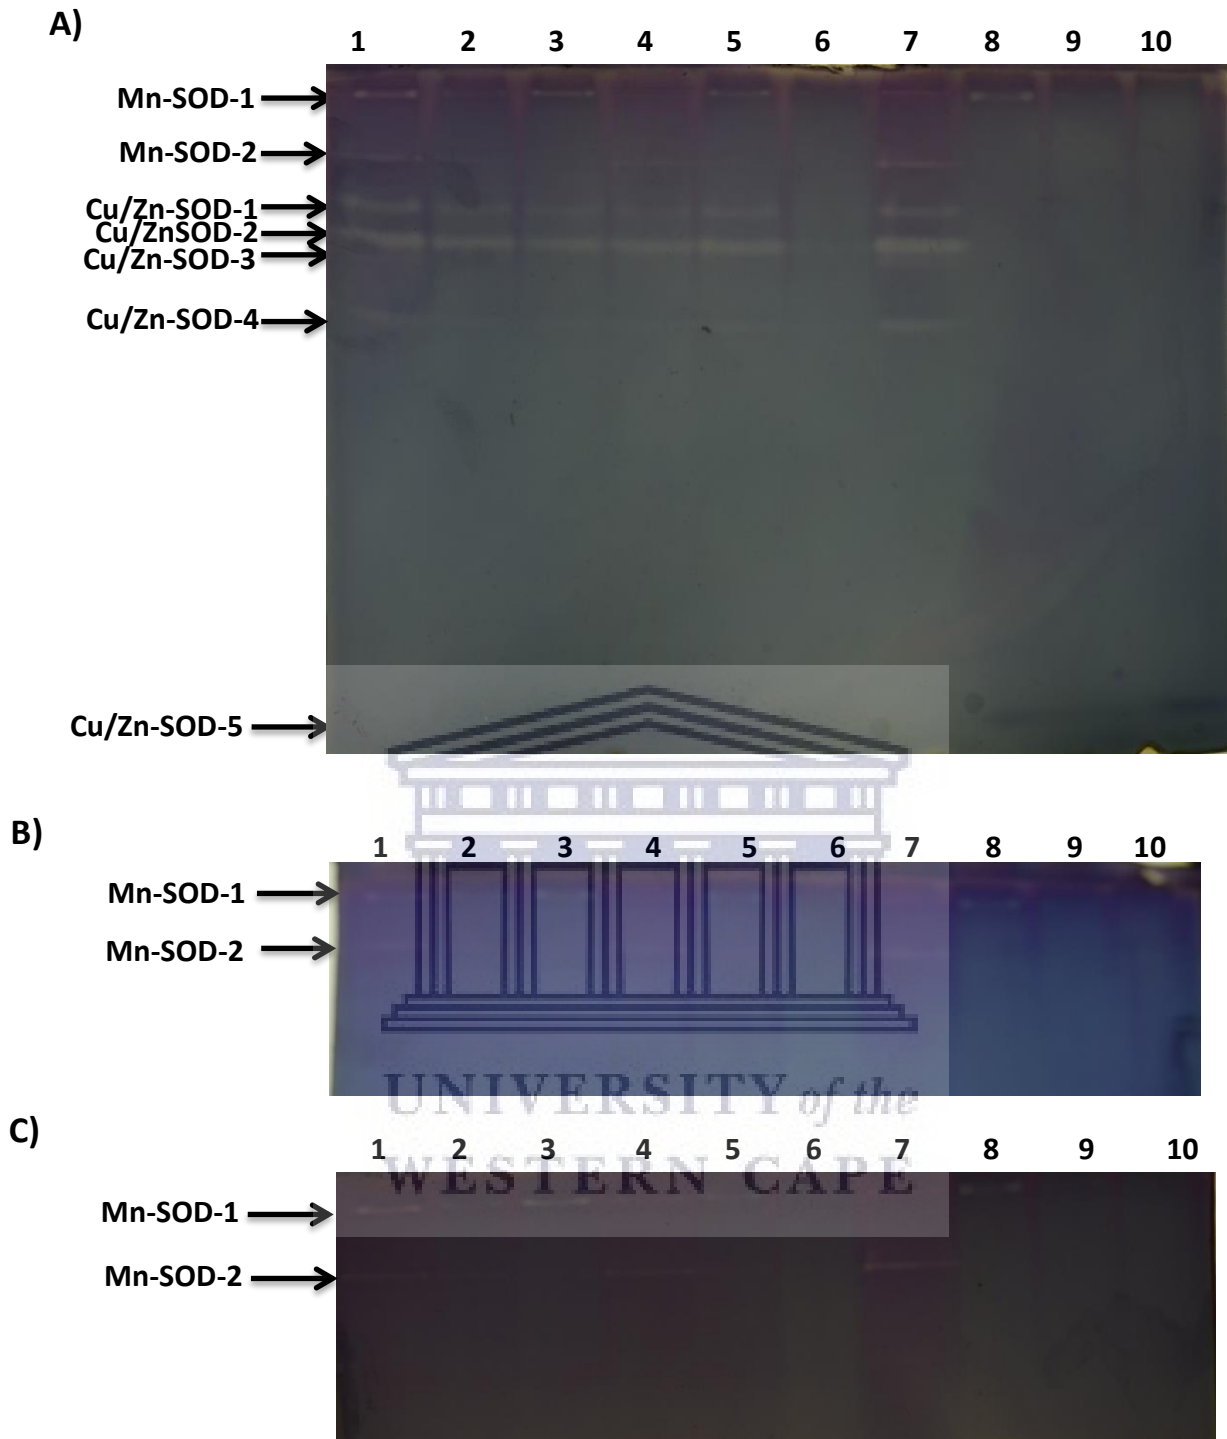 A)
1 2 3 4 5 6 7 8 9 10
Mn-SOD-1
Mn-SOD-2
Cu/Zn-SOD-1
Cu/ZnSOD-2
Cu/Zn-SOD-3
Cu/Zn-SOD-4
Cu/Zn-SOD-5
B)
1 2 3 4 5 6 7 8 9 10
Mn-SOD-1
Mn-SOD-2
UNIVERSITY of the
C)
1 2 3 4 5 6 7 8 9 10
WESTERN CAPE
Mn-SOD-1
Mn-SOD-2